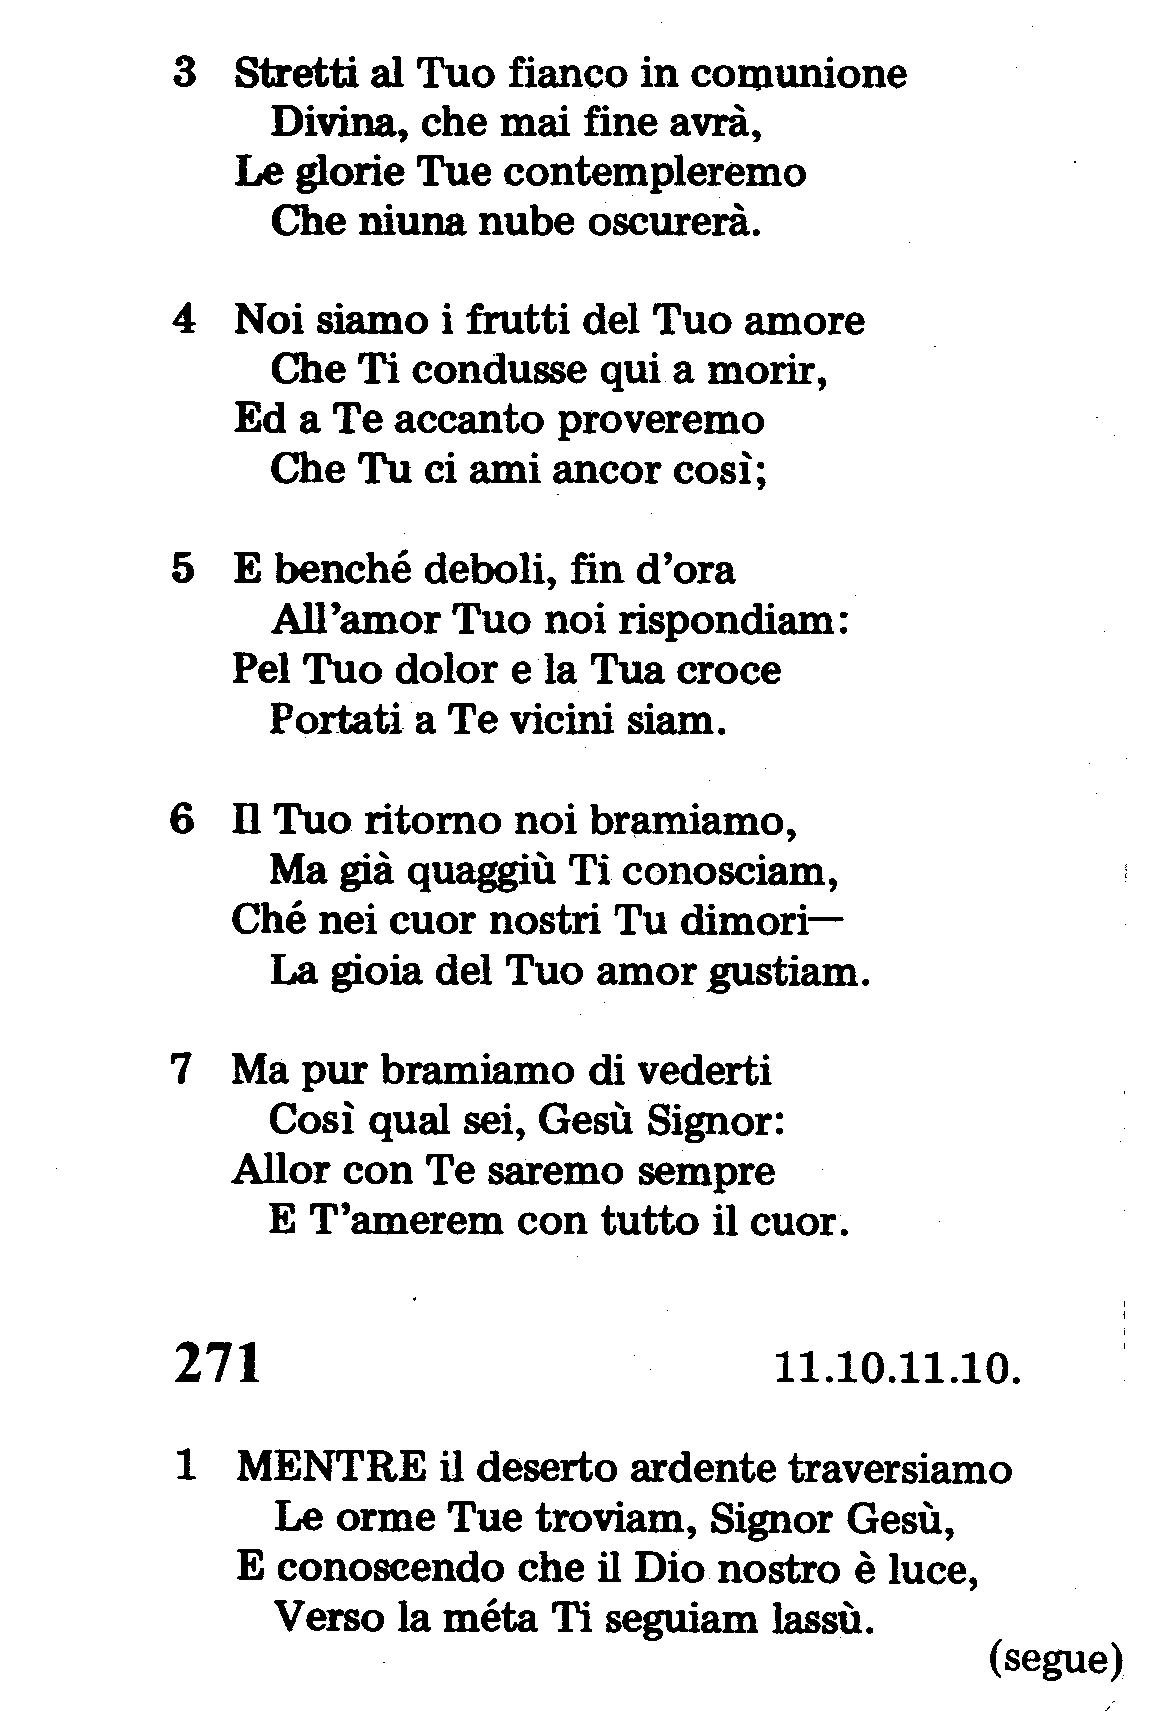 3 Stretti al Tuo fianco in comunione
Divina, che mai fine avrà,
Le glorie Tue contempleremo
Che niuna nube oscurerà.
4 Noi siamo i frutti del Tuo amore
Che Ti condusse qui a morir,
Ed a Te accanto proveremo
Che Tu ci ami ancor così;
5 E benché deboli, fin d’ora
All’amor Tuo noi rispondiam:
Pel Tuo dolor e la Tua croce
Portati a Te vicini siam.
6 Il Tuo ritorno noi bramiamo,
Ma già quaggiù Ti conosciam,
Ché nei cuor nostri Tu dimori—
La gioia del Tuo amor gustiam.
7 Ma pur bramiamo di vederti
Così qual sei, Gesù Signor:
Allor con Te saremo sempre
E T’amerem con tutto il cuor.
271 11.10.11.10.
1 MENTRE il deserto ardente traversiamo
Le orme Tue troviam, Signor Gesù,
E conoscendo che il Dio nostro è luce,
Verso la méta Ti seguiam lassù.
(segue)